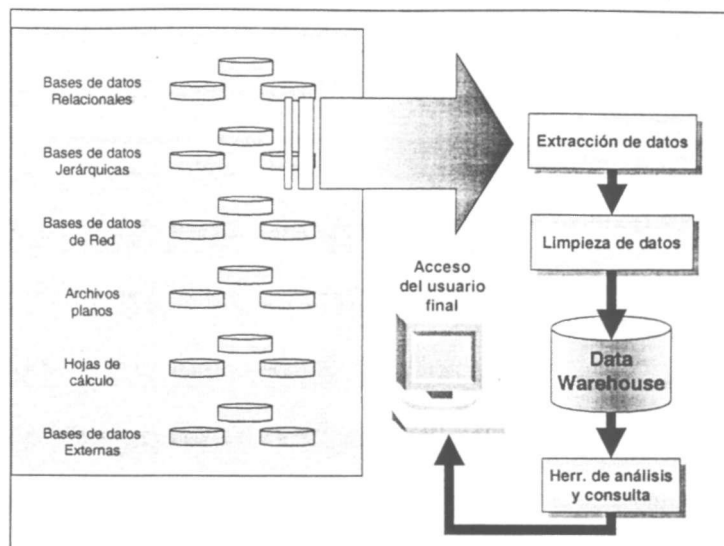 Bases de datos
Relacionales
Bases de datos
Jerárquicas
Bases de datos
de Red
Archivos
planos
Hojas de
cálculo
Bases de datos
Externas
Extracción de datos
Limpieza de datos
Acceso
del usuario
final
Data
Warehouse
Herr. de análisis
y consulta